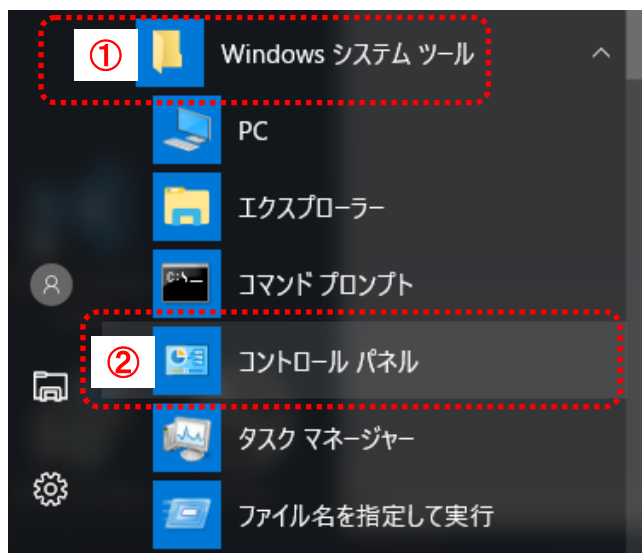 ① Windows システム ツール
PC
エクスプローラー
C:\_
コマンド プロンプト
② コントロール パネル
タスク マネージャー
ファイル名を指定して実行